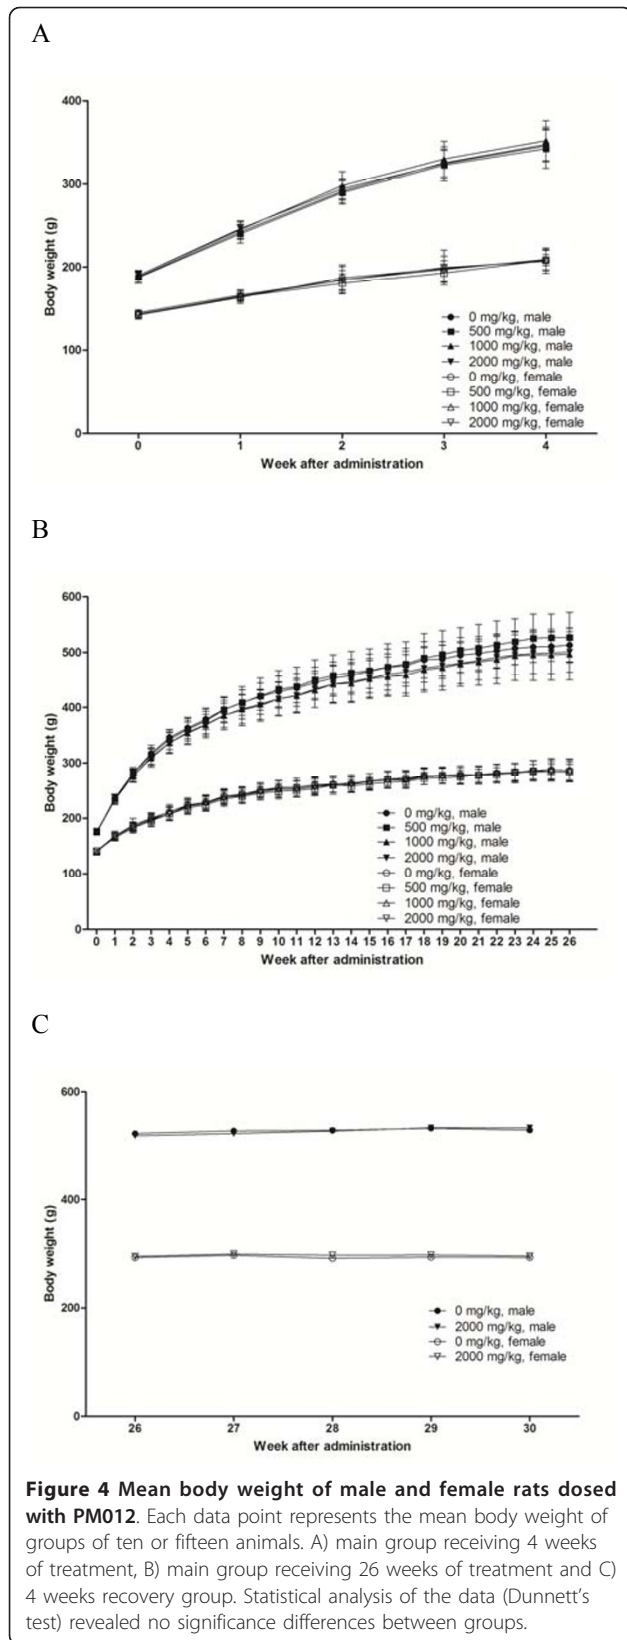 A
400
300
200
100
0
Body weight (g)
0 mg/kg, male
500 mg/kg, male
1000 mg/kg, male
2000 mg/kg, male
0 mg/kg, female
500 mg/kg, female
1000 mg/kg, female
2000 mg/kg, female
0 1 2 3 4
Week after administration
B
600
500
400
300
200
100
0
Body weight (g)
0 mg/kg, male
500 mg/kg, male
1000 mg/kg, male
2000 mg/kg, male
0 mg/kg, female
500 mg/kg, female
1000 mg/kg, female
2000 mg/kg, female
0 1 2 3 4 5 6 7 8 9 10 11 12 13 14 15 16 17 18 19 20 21 22 23 24 25 26
Week after administration
C
600
400
200
0
Body weight (g)
0 mg/kg, male
2000 mg/kg, male
0 mg/kg, female
2000 mg/kg, female
26 27 28 29 30
Week after administration
Figure 4 Mean body weight of male and female rats dosed
with PM012. Each data point represents the mean body weight of
groups of ten or fifteen animals. A) main group receiving 4 weeks
of treatment, B) main group receiving 26 weeks of treatment and C)
4 weeks recovery group. Statistical analysis of the data (Dunnett's
test) revealed no significance differences between groups.